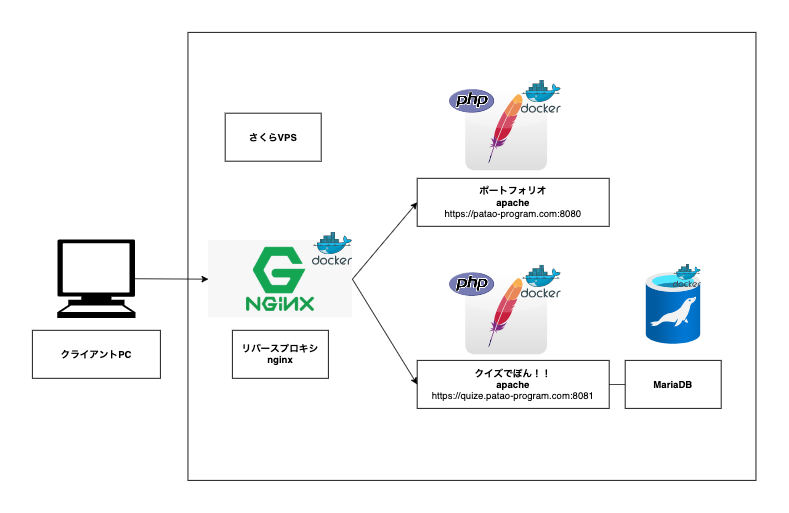 php
docker
さくらVPS
ポートフォリオ
apache
https://patao-program.com:8080
docker
NGINX
php
docker
docker
クライアントPC
リバースプロキシ
nginx
クイズでぽん！！
apache
https://quize.patao-program.com:8081
MariaDB